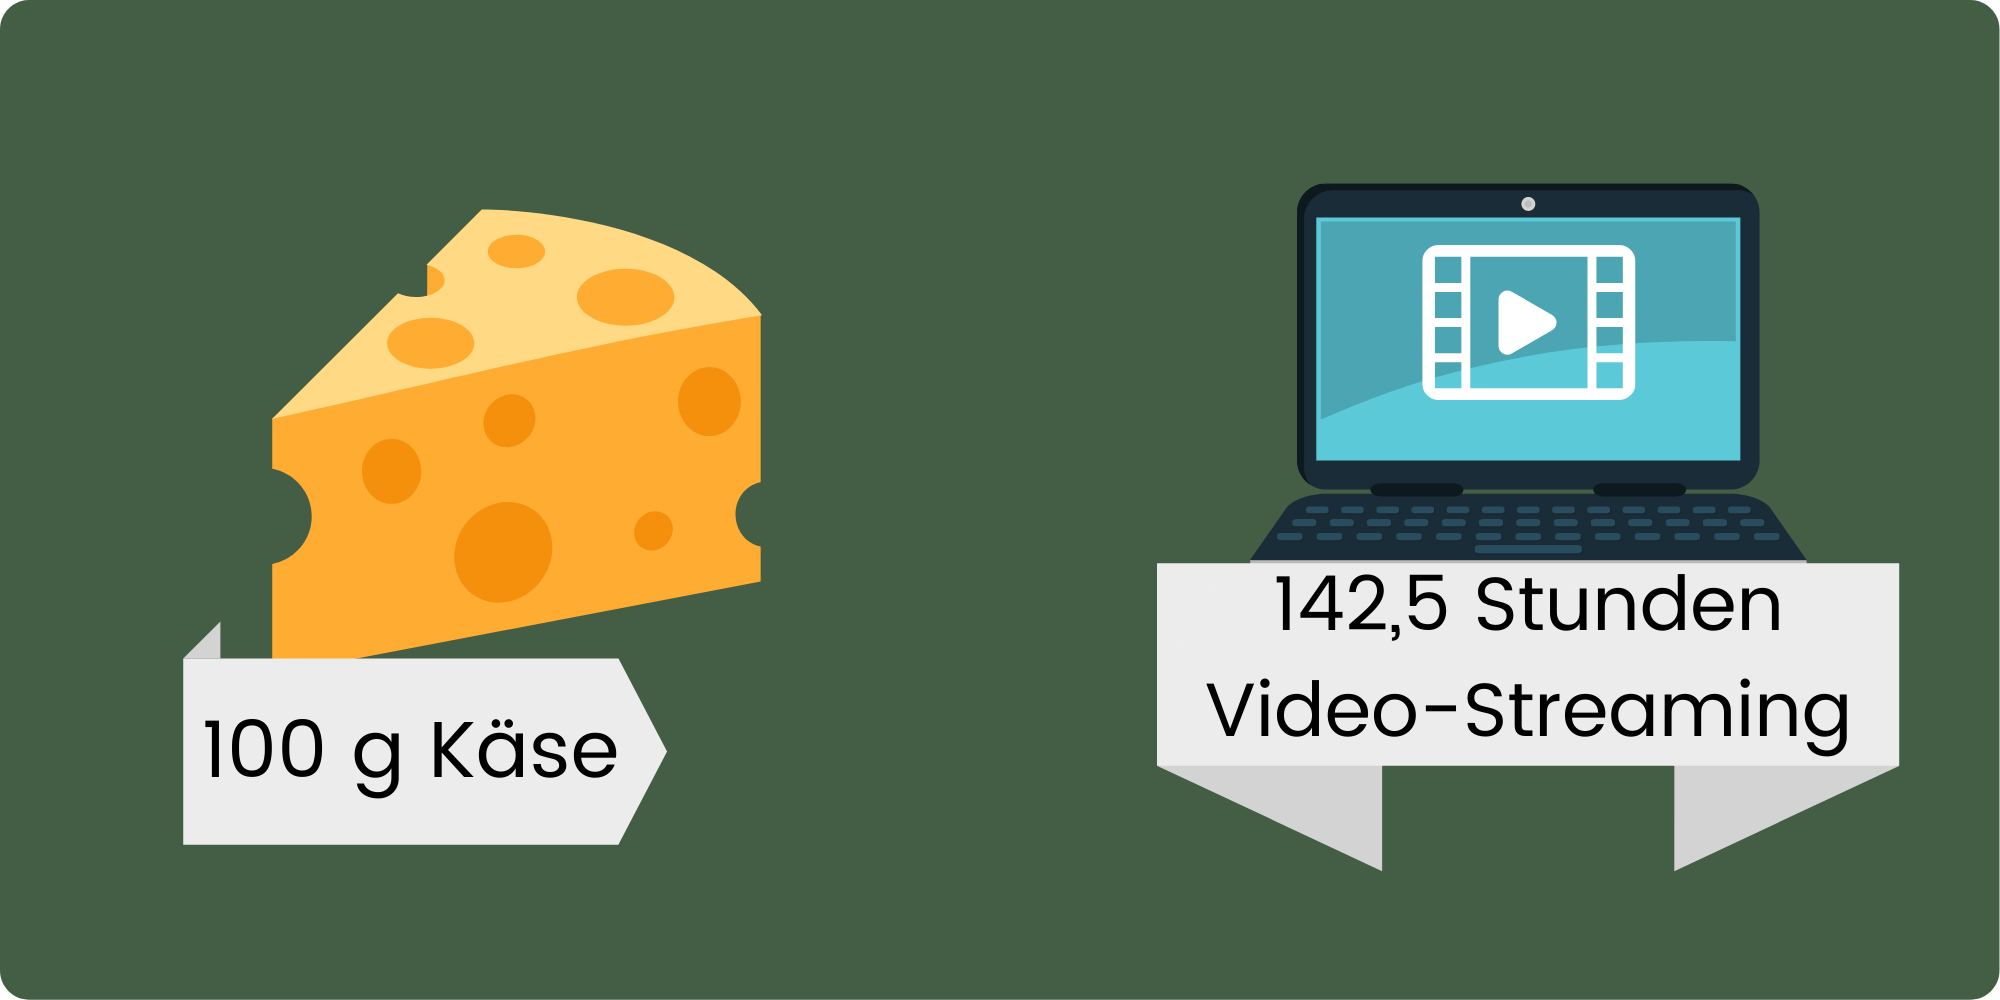 100 g Käse
142,5 Stunden
Video-Streaming